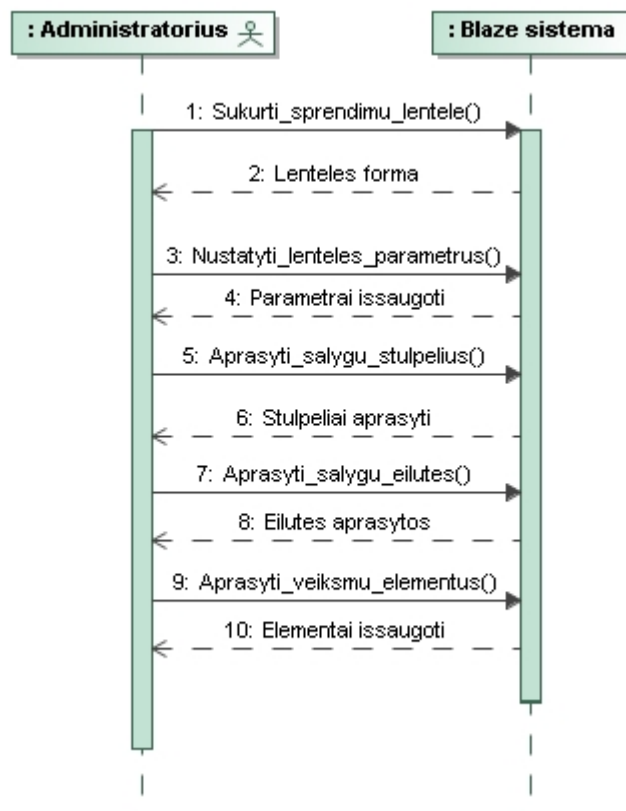 : Administratorius
: Blaze sistema
1: Sukurti_sprendimu_lentele()
2: Lenteles forma
3: Nustatyti_lenteles_parametrus()
4: Parametrai issaugoti
5: Aprasyti_salygu_stulpelius()
6: Stulpeliai aprasyti
7: Aprasyti_salygu_eilutes()
8: Eilutes aprasytos
9: Aprasyti_veiksmu_elementus()
10: Elementai issaugoti